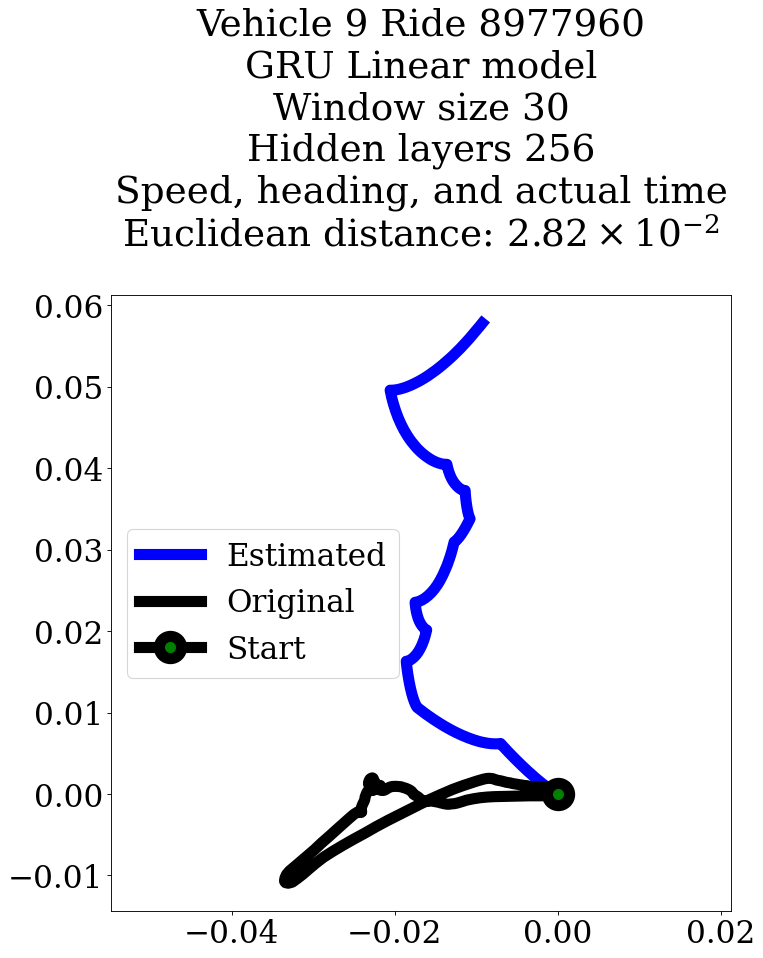 Vehicle 9 Ride 8977960
GRU Linear model
Window size 30
Hidden layers 256
Speed, heading, and actual time
Euclidean distance: 2.82 × 10⁻²
0.06
0.05
0.04
0.03
0.02
0.01
0.00
−0.01
Estimated
Original
Start
−0.04 −0.02 0.00 0.02